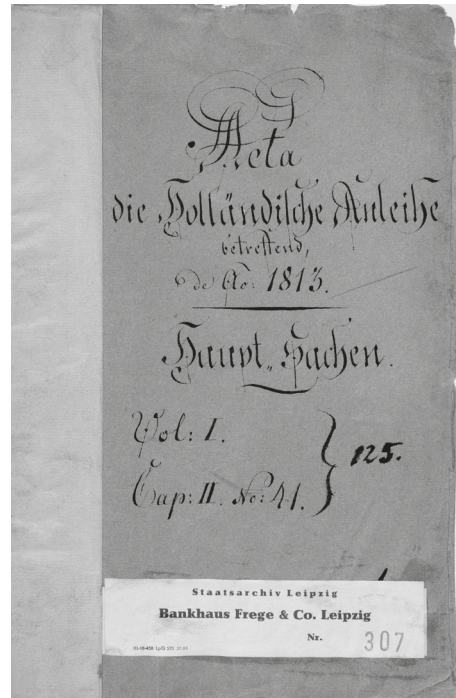 Acta
die Holländische Anleihe
betreffend,
de Ao: 1813.
Haupt„Sachen.
Vol: I.
Cap: II. No: 41.
125.
Staatsarchiv Leipzig
Bankhaus Frege & Co. Leipzig
Nr. 307